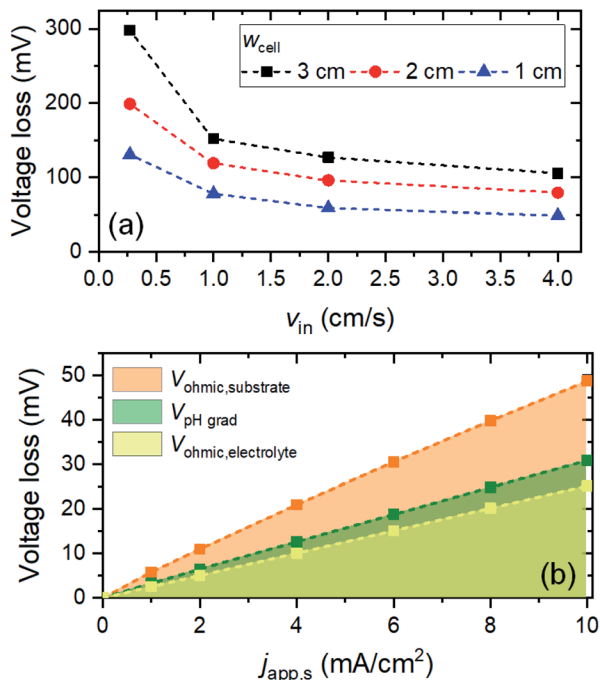 300
200
100
0
Voltage loss (mV)
w_cell
3 cm 2 cm 1 cm
(a)
0.0 0.5 1.0 1.5 2.0 2.5 3.0 3.5 4.0
v_in (cm/s)
50
40
30
20
10
0
Voltage loss (mV)
V_ohmic,substrate
V_pH grad
V_ohmic,electrolyte
(b)
0 2 4 6 8 10
j_app,s (mA/cm²)